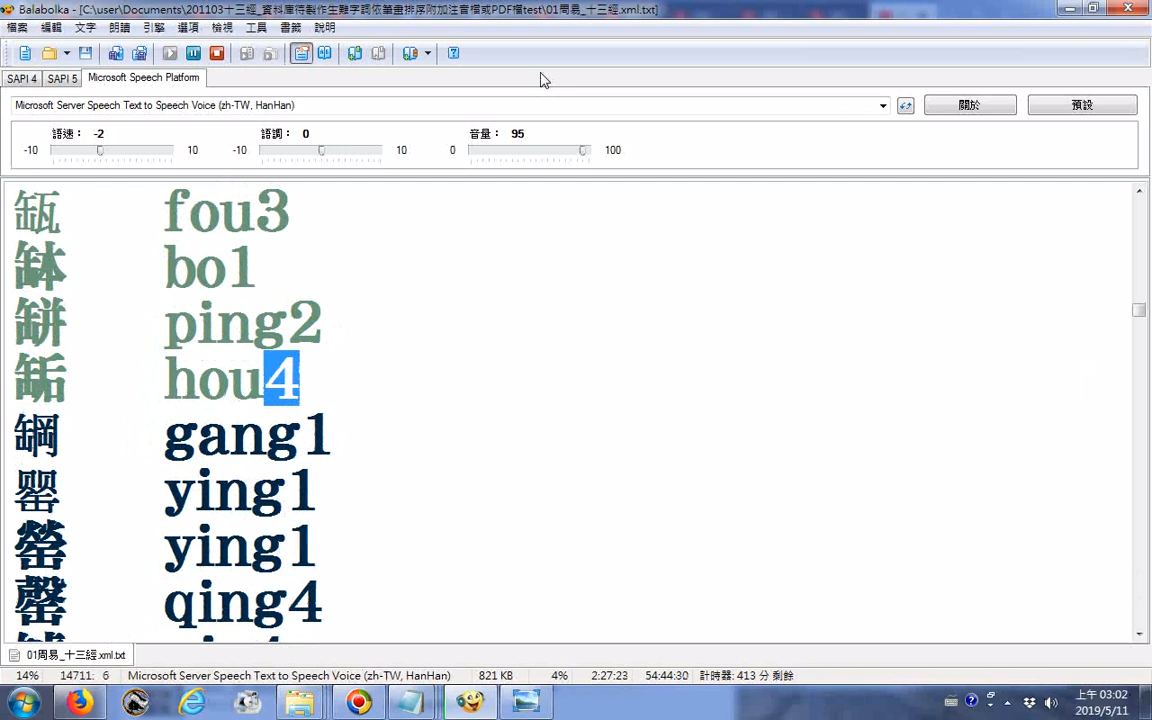 Balabolka - [C:\user\Documents\201103十三經_資料庫待製作生難字詞依筆畫排序附加注音檔或PDF檔test\01周易_十三經.xml.txt]
檔案 編輯 文字 朗讀 引擎 選項 檢視 工具 書籤 說明
SAPI 4 SAPI 5 Microsoft Speech Platform
Microsoft Server Speech Text to Speech Voice (zh-TW, HanHan) 關於 預設
語速： -2 語調： 0 音量： 95
-10 10 -10 10 0 100
缻 fou3
缽 bo1
缾 ping2
缿 hou4
罁 gang1
罌 ying1
罃 ying1
罄 qing4
01周易_十三經.xml.txt
14% 14711: 6 Microsoft Server Speech Text to Speech Voice (zh-TW, HanHan) 821 KB 4% 2:27:23 54:44:30 計時器: 413 分 剩餘
上午 03:02
2019/5/11